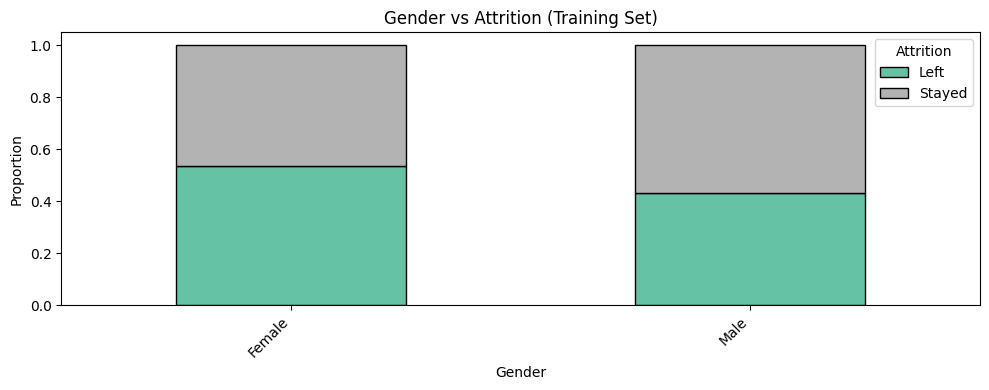 Gender vs Attrition (Training Set)
Attrition
Left
Stayed
Proportion
1.0
0.8
0.6
0.4
0.2
0.0
Female
Male
Gender